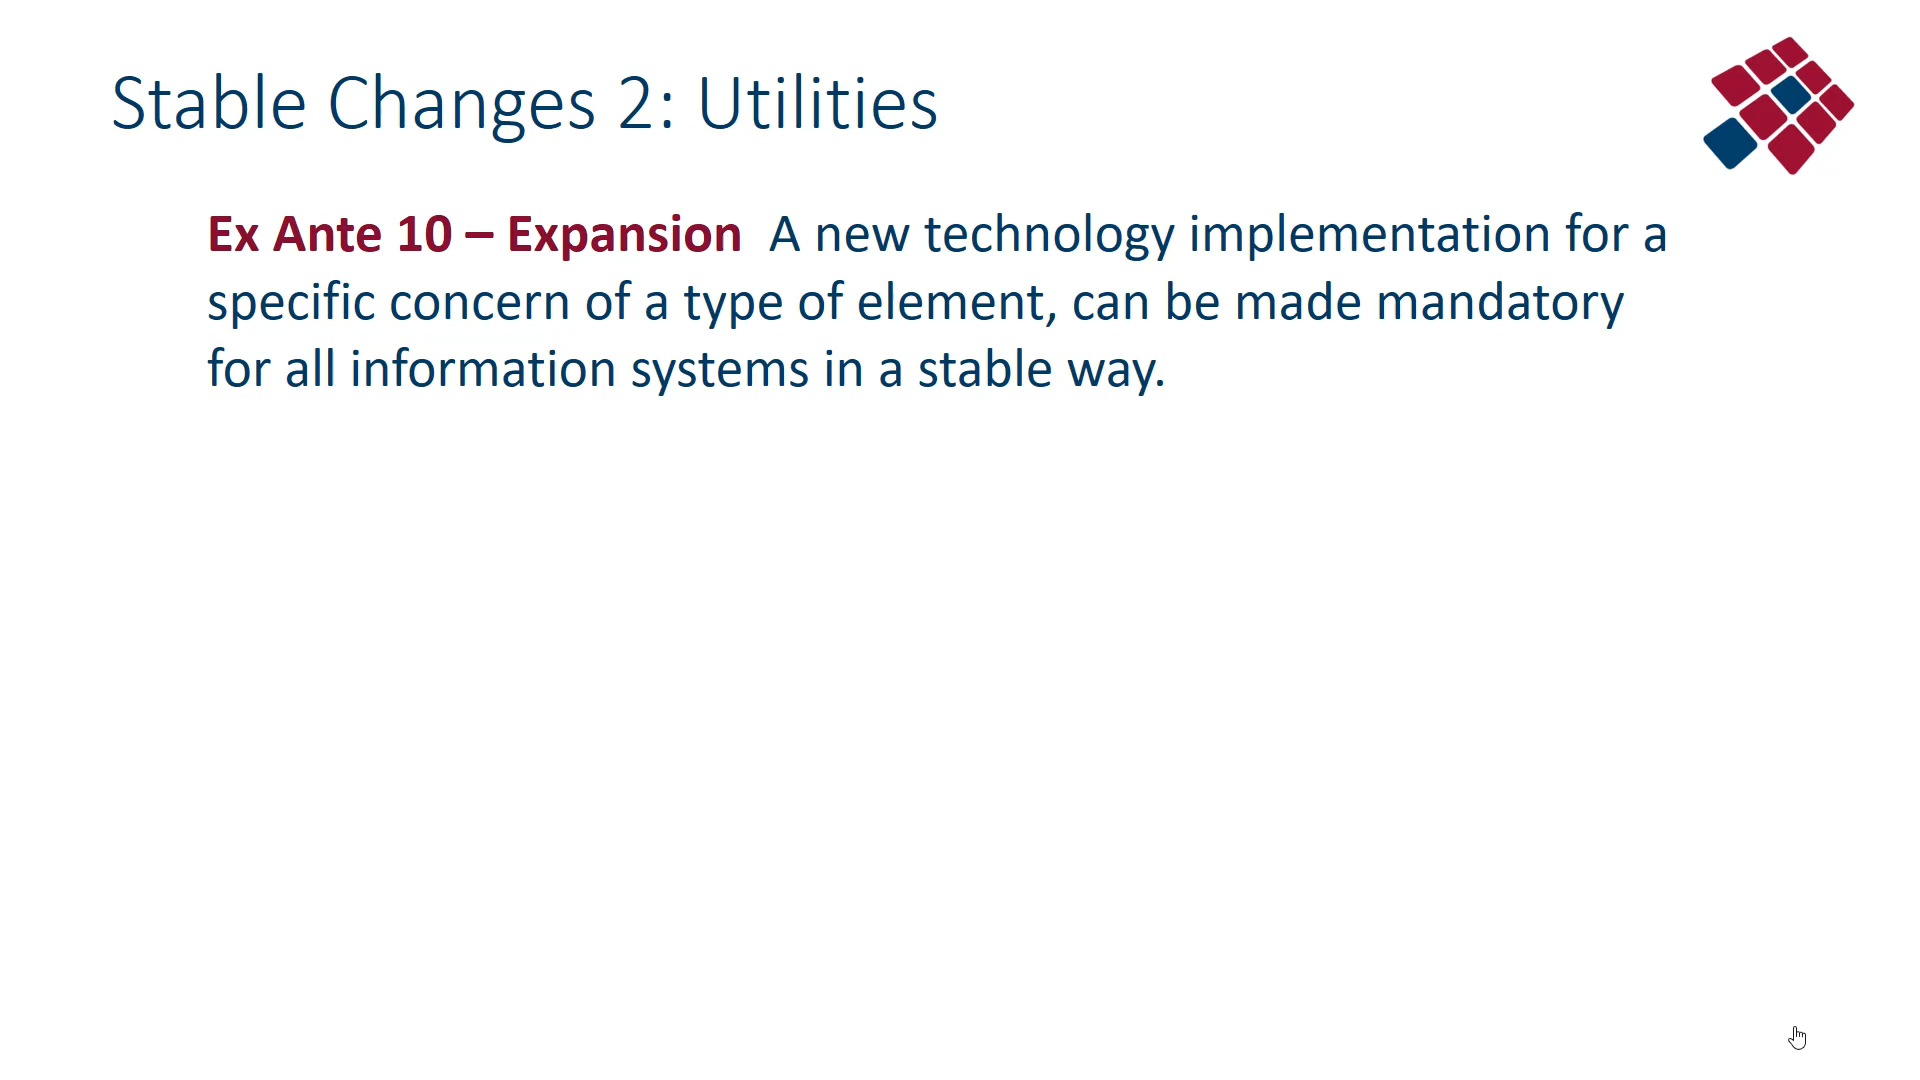 Stable Changes 2: Utilities
Ex Ante 10 – Expansion A new technology implementation for a
specific concern of a type of element, can be made mandatory
for all information systems in a stable way.